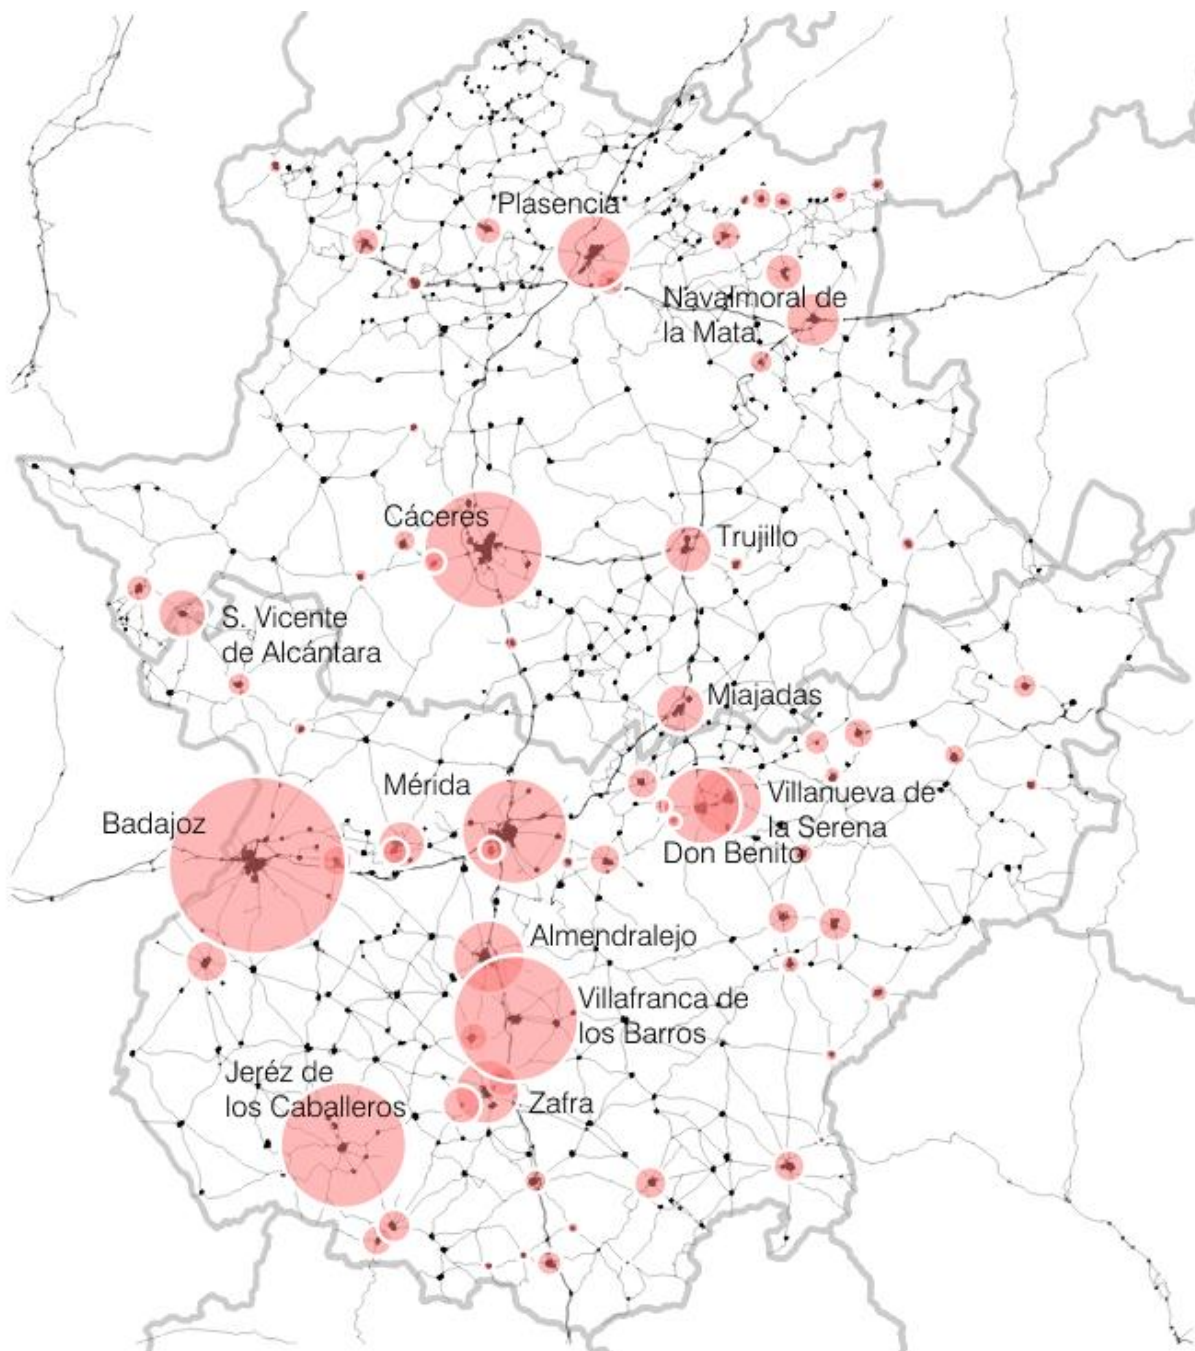 Plasencia
Navalmoral de
la Mata
Cáceres
Trujillo
S. Vicente
de Alcántara
Miajadas
Mérida
Villanueva de
la Serena
Badajoz
Don Benito
Almendralejo
Villafranca de
los Barros
Jeréz de
los Caballeros
Zafra